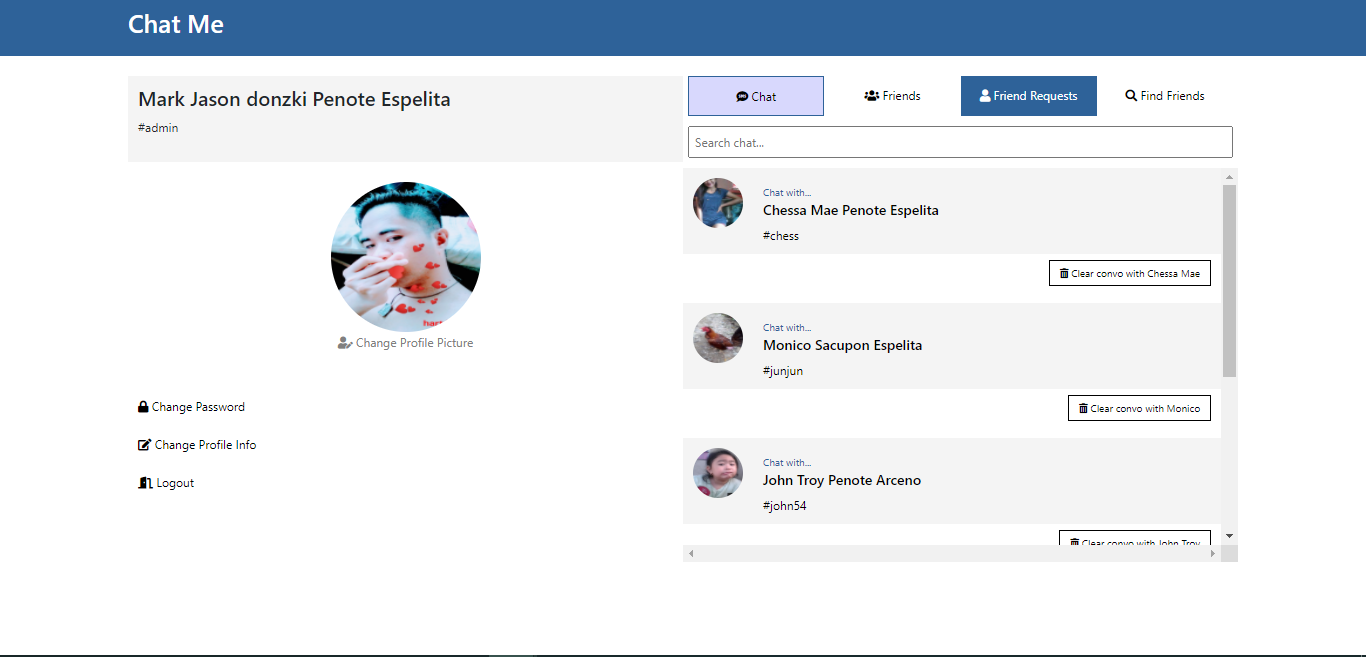 Chat Me
Mark Jason donzki Penote Espelita
#admin
Change Profile Picture
Change Password
Change Profile Info
Logout
Chat
Friends
Friend Requests
Find Friends
Search chat...
Chat with...
Chessa Mae Penote Espelita
#chess
Clear convo with Chessa Mae
Chat with...
Monico Sacupon Espelita
#junjun
Clear convo with Monico
Chat with...
John Troy Penote Arceno
#john54
Clear convo with John Troy